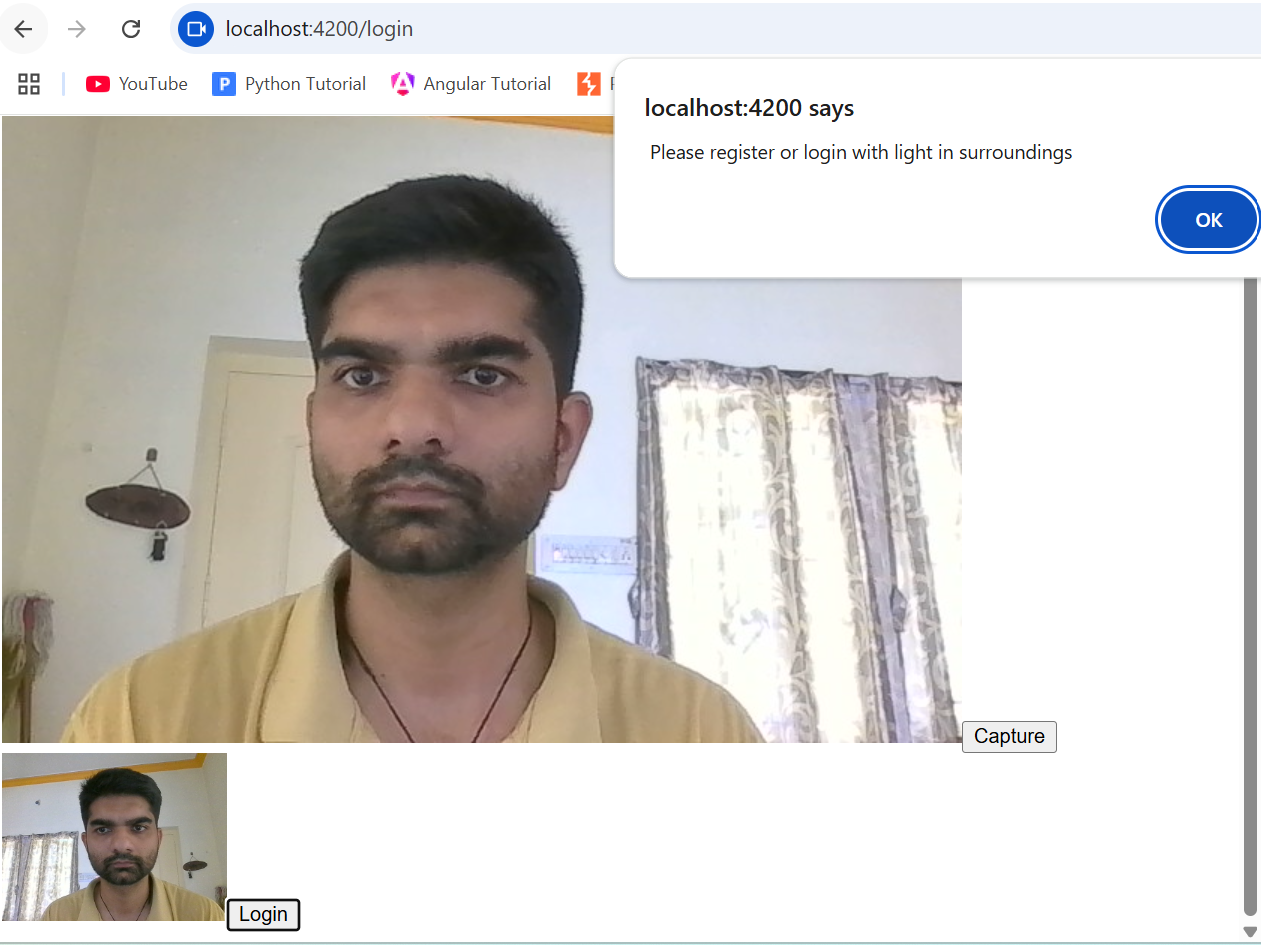 localhost:4200/login
YouTube
Python Tutorial
Angular Tutorial
localhost:4200 says
Please register or login with light in surroundings
OK
Capture
Login